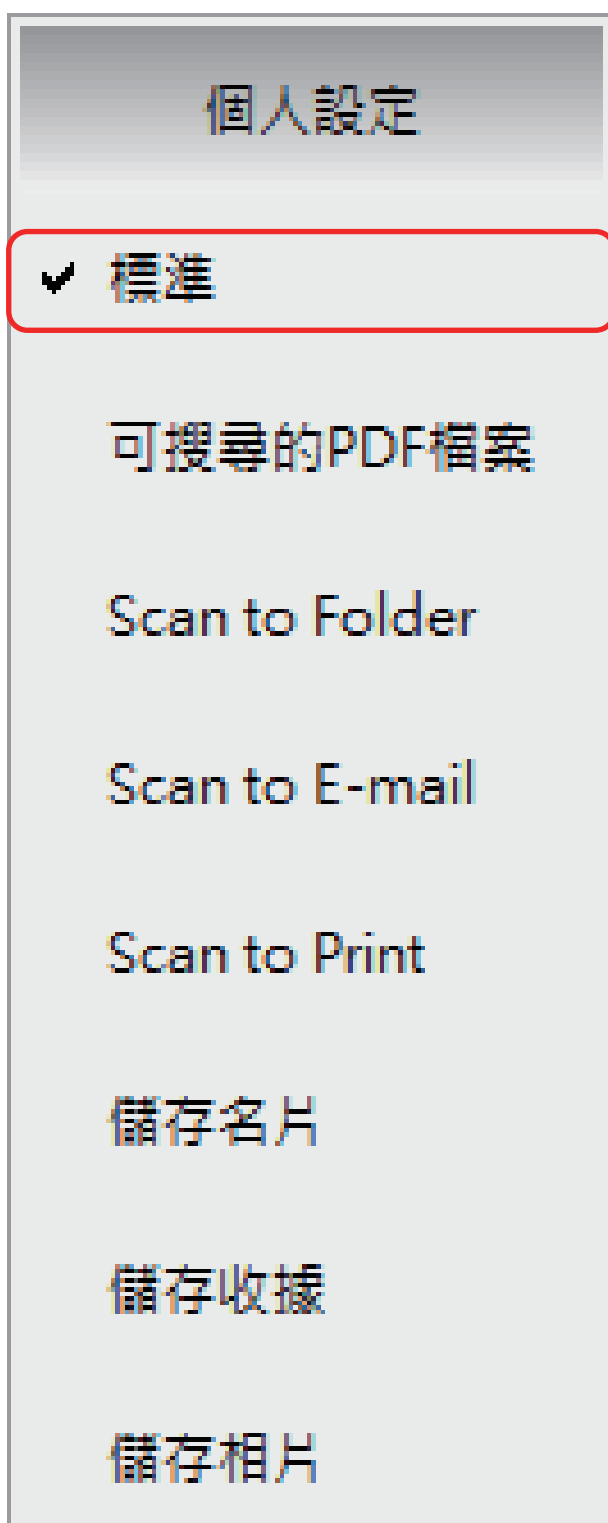 個人設定
標準
可搜尋的PDF檔案
Scan to Folder
Scan to E-mail
Scan to Print
儲存名片
儲存收據
儲存相片